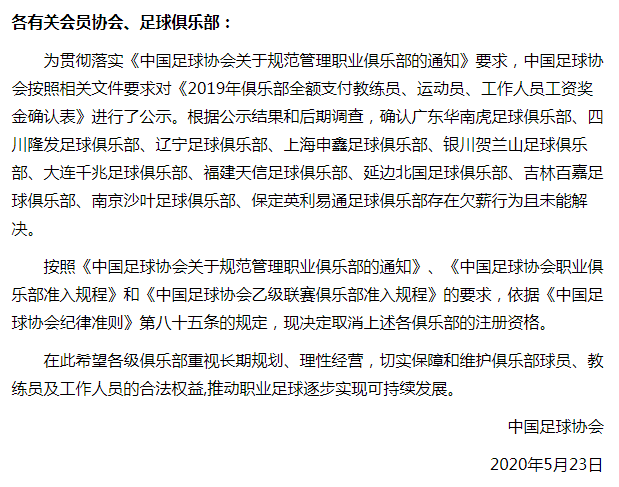 各有关会员协会、足球俱乐部：
为贯彻落实《中国足球协会关于规范管理职业俱乐部的通知》要求，中国足球协
会按照相关文件要求对《2019年俱乐部全额支付教练员、运动员、工作人员工资奖
金确认表》进行了公示。根据公示结果和后期调查，确认广东华南虎足球俱乐部、四
川隆发足球俱乐部、辽宁足球俱乐部、上海申鑫足球俱乐部、银川贺兰山足球俱乐
部、大连千兆足球俱乐部、福建天信足球俱乐部、延边北国足球俱乐部、吉林百嘉足
球俱乐部、南京沙叶足球俱乐部、保定英利易通足球俱乐部存在欠薪行为且未能解
决。
按照《中国足球协会关于规范管理职业俱乐部的通知》、《中国足球协会职业俱
乐部准入规程》和《中国足球协会乙级联赛俱乐部准入规程》的要求，依据《中国足
球协会纪律准则》第八十五条的规定，现决定取消上述各俱乐部的注册资格。
在此希望各级俱乐部重视长期规划、理性经营，切实保障和维护俱乐部球员、教
练员及工作人员的合法权益,推动职业足球逐步实现可持续发展。
中国足球协会
2020年5月23日